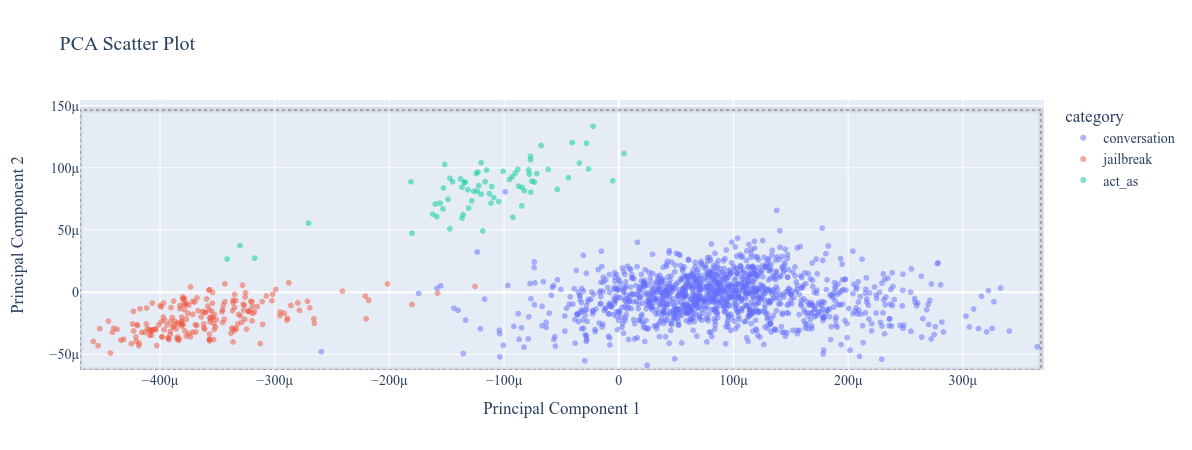 PCA Scatter Plot
150μ
100μ
50μ
0
−50μ
Principal Component 2
−400μ
−300μ
−200μ
−100μ
0
100μ
200μ
300μ
Principal Component 1
category
conversation
jailbreak
act_as